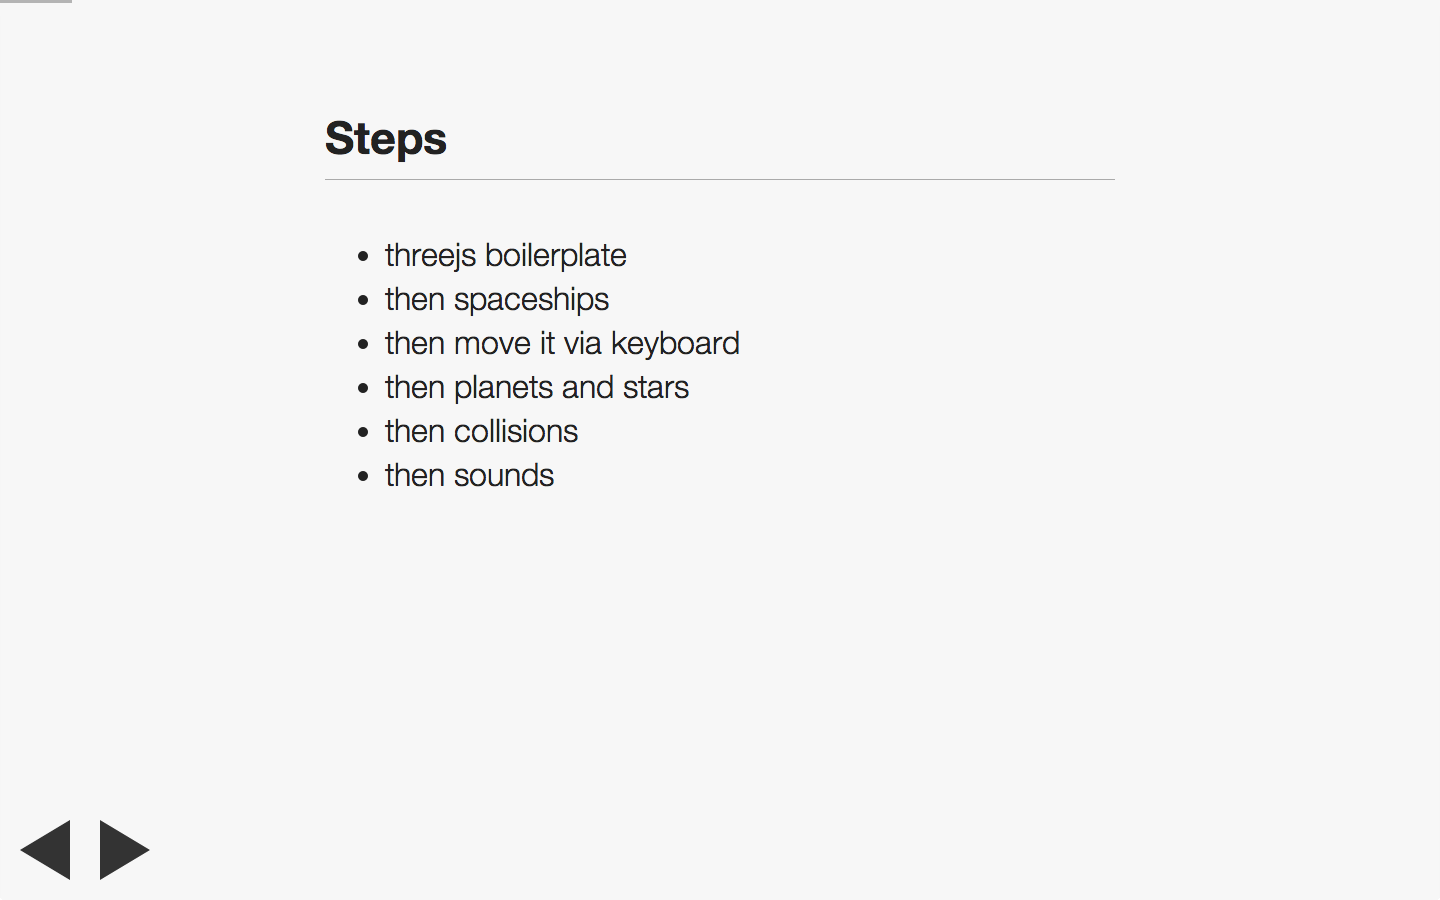 Steps
threejs boilerplate
then spaceships
then move it via keyboard
then planets and stars
then collisions
then sounds